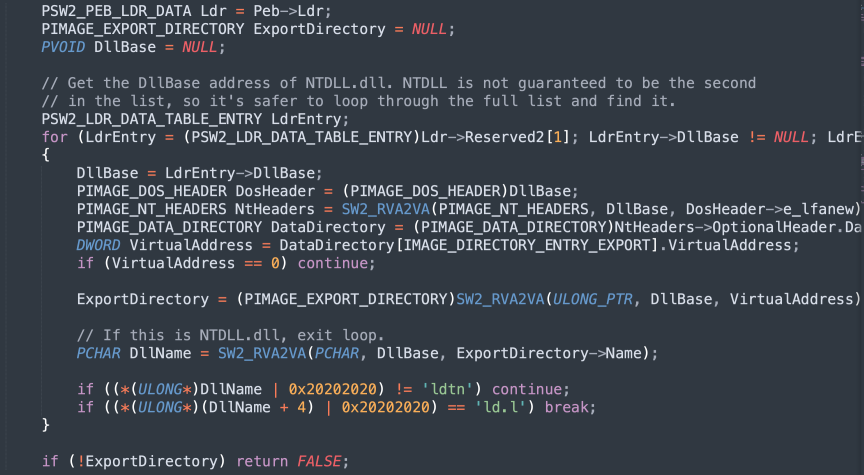 PSW2_PEB_LDR_DATA Ldr = Peb->Ldr;
PIMAGE_EXPORT_DIRECTORY ExportDirectory = NULL;
PVOID DllBase = NULL;
// Get the DllBase address of NTDLL.dll. NTDLL is not guaranteed to be the second
// in the list, so it's safer to loop through the full list and find it.
PSW2_LDR_DATA_TABLE_ENTRY LdrEntry;
for (LdrEntry = (PSW2_LDR_DATA_TABLE_ENTRY)Ldr->Reserved2[1]; LdrEntry->DllBase != NULL; LdrE
{
DllBase = LdrEntry->DllBase;
PIMAGE_DOS_HEADER DosHeader = (PIMAGE_DOS_HEADER)DllBase;
PIMAGE_NT_HEADERS NtHeaders = SW2_RVA2VA(PIMAGE_NT_HEADERS, DllBase, DosHeader->e_lfanew)
PIMAGE_DATA_DIRECTORY DataDirectory = (PIMAGE_DATA_DIRECTORY)NtHeaders->OptionalHeader.Da
DWORD VirtualAddress = DataDirectory[IMAGE_DIRECTORY_ENTRY_EXPORT].VirtualAddress;
if (VirtualAddress == 0) continue;
ExportDirectory = (PIMAGE_EXPORT_DIRECTORY)SW2_RVA2VA(ULONG_PTR, DllBase, VirtualAddress)
// If this is NTDLL.dll, exit loop.
PCHAR DllName = SW2_RVA2VA(PCHAR, DllBase, ExportDirectory->Name);
if ((*(ULONG*)DllName | 0x20202020) != 'ldtn') continue;
if ((*(ULONG*)(DllName + 4) | 0x20202020) == 'ld.l') break;
}
if (!ExportDirectory) return FALSE;